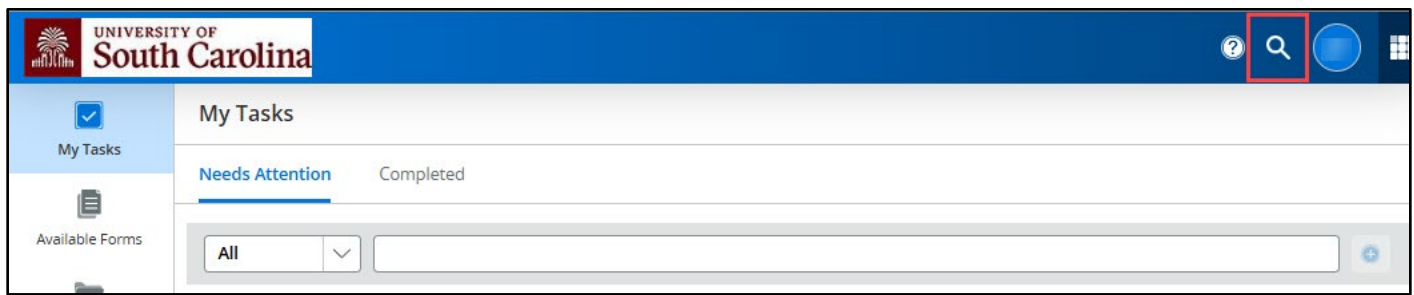 UNIVERSITY OF
South Carolina
?
My Tasks
My Tasks
Needs Attention Completed
Available Forms
All